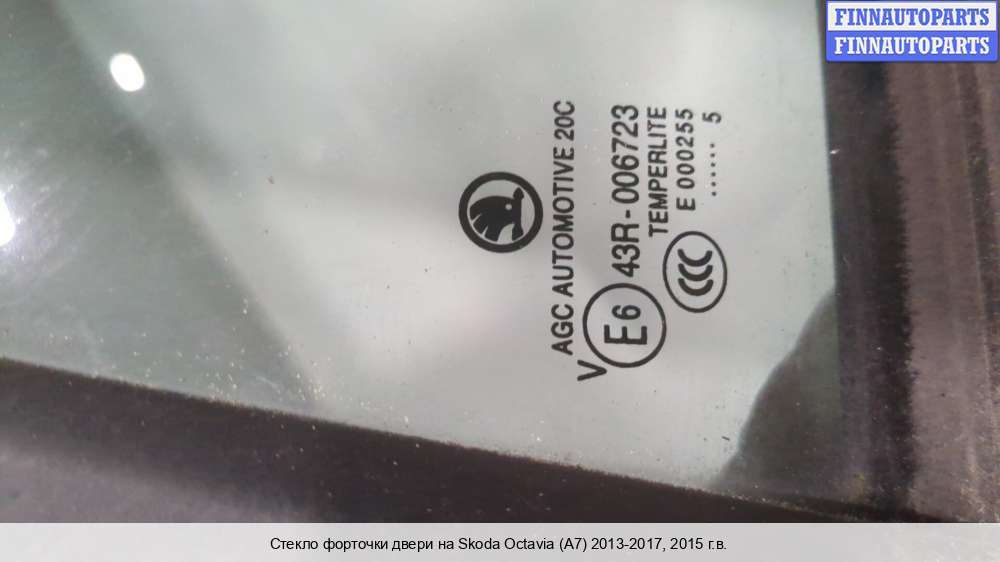 FINNAUTOPARTS
FINNAUTOPARTS
AGC AUTOMOTIVE 20C
V E6 43R-006723
TEMPERLITE
CCC E 000255
...... 5
Стекло форточки двери на Skoda Octavia (A7) 2013-2017, 2015 г.в.